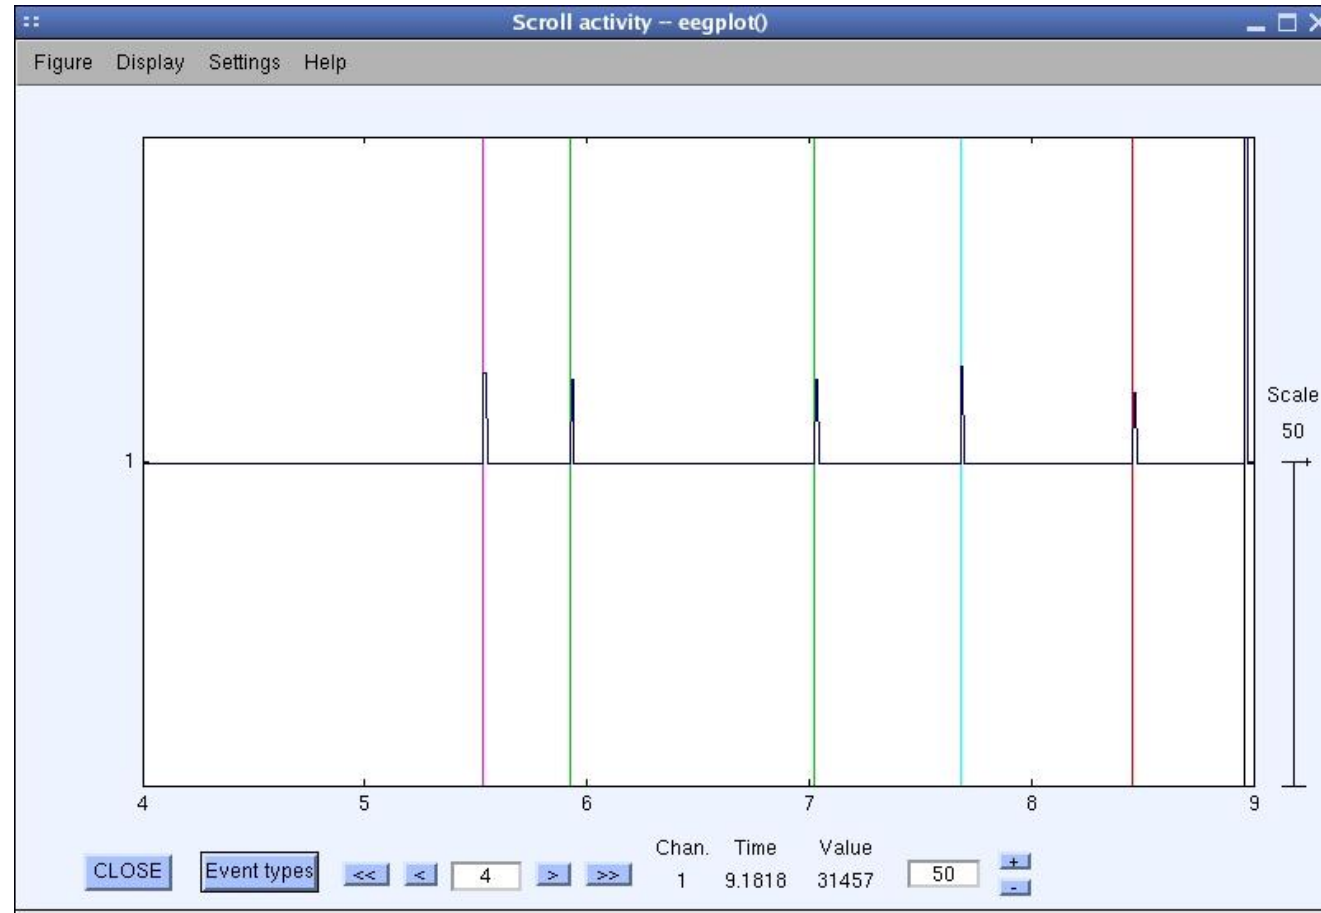 Scroll activity -- eegplot()
Figure Display Settings Help
Scale
50
+
1
4 5 6 7 8 9
Chan. Time Value
CLOSE Event types << < 4 > >> 1 9.1818 31457 50 + -